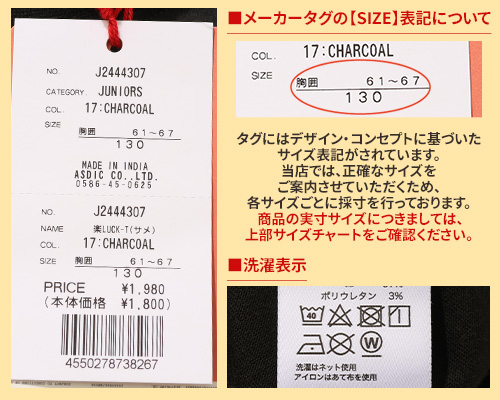 NO. J2444307
CATEGORY. JUNIORS
COL. 17:CHARCOAL
SIZE 胸囲 61~67
130
MADE IN INDIA
ASDIC CO.,LTD.
0586-45-0625
NO. J2444307
NAME 楽LUCK-T(サメ)
COL. 17:CHARCOAL
SIZE 胸囲 61~67
130
PRICE ¥1,980
(本体価格 ¥1,800)
4550278738267
■メーカータグの【SIZE】表記について
COL. 17:CHARCOAL
SIZE
胸囲 61~67
130
タグにはデザイン・コンセプトに基づいた
サイズ表記がされています。
当店では、正確なサイズを
ご案内させていただくため、
各サイズごとに採寸を行っております。
商品の実寸サイズにつきましては、
上部サイズチャートをご確認ください。
■洗濯表示
ポリウレタン 3%
40
W
洗濯はネット使用
アイロンはあて布を使用